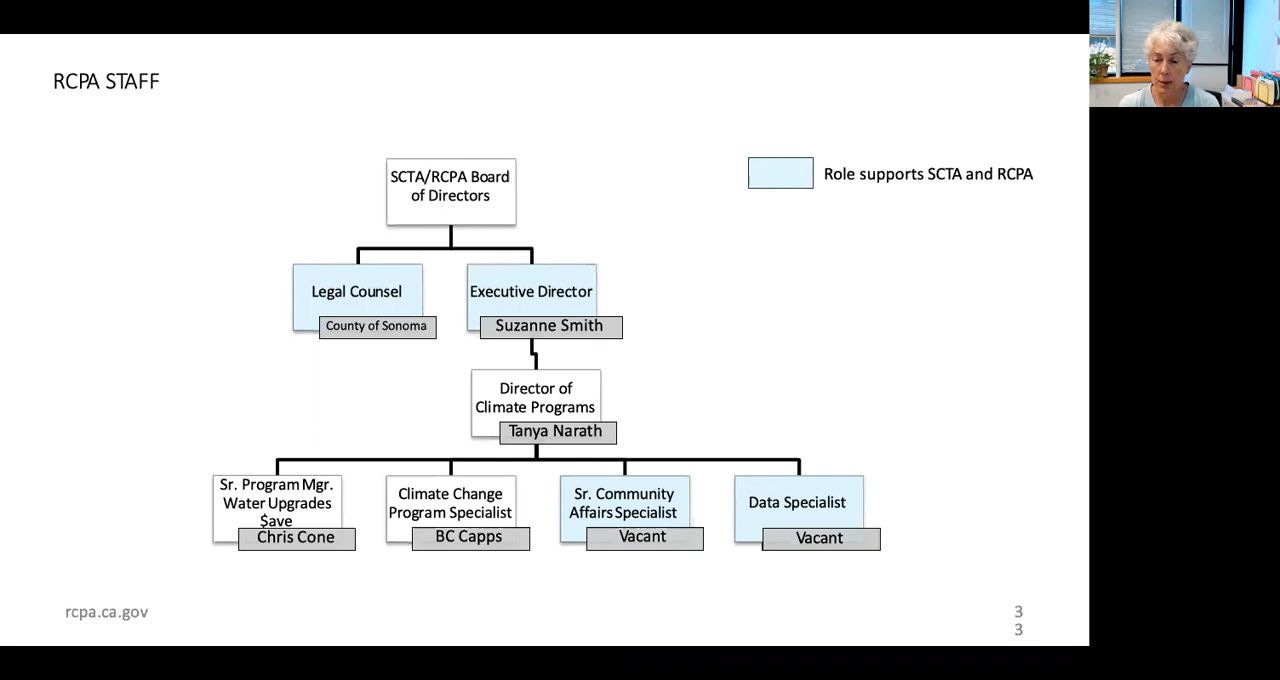 RCPA STAFF
SCTA/RCPA Board
of Directors
Role supports SCTA and RCPA
Legal Counsel
County of Sonoma
Executive Director
Suzanne Smith
Director of
Climate Programs
Tanya Narath
Sr. Program Mgr.
Water Upgrades
$ave
Chris Cone
Climate Change
Program Specialist
BC Capps
Sr. Community
Affairs Specialist
Vacant
Data Specialist
Vacant
rcpa.ca.gov
3
3